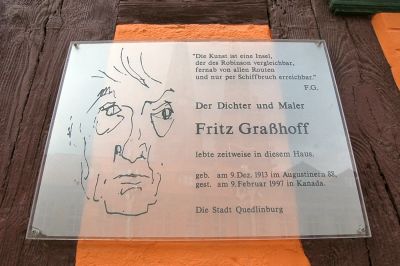 "Die Kunst ist eine Insel,
der des Robinson vergleichbar,
fernab von allen Routen
und nur per Schiffbruch erreichbar."
F.G.
Der Dichter und Maler
Fritz Graßhoff
lebte zeitweise in diesem Haus.
geb. am 9. Dez. 1913 im Augustinern 88,
gest. am 9. Februar 1997 in Kanada.
Die Stadt Quedlinburg